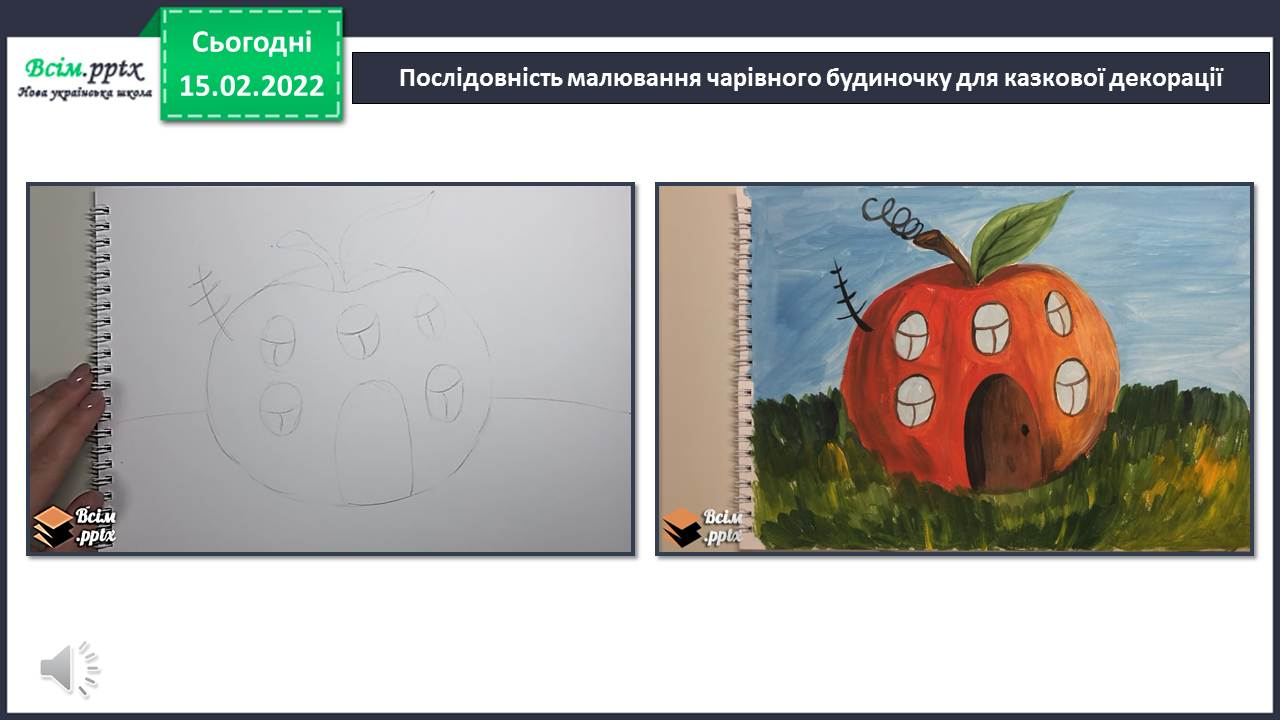 Всім.pptx
Нова українська школа
Сьогодні
15.02.2022
Послідовність малювання чарівного будиночку для казкової декорації
Всім
.pptx
Всім
.pptx